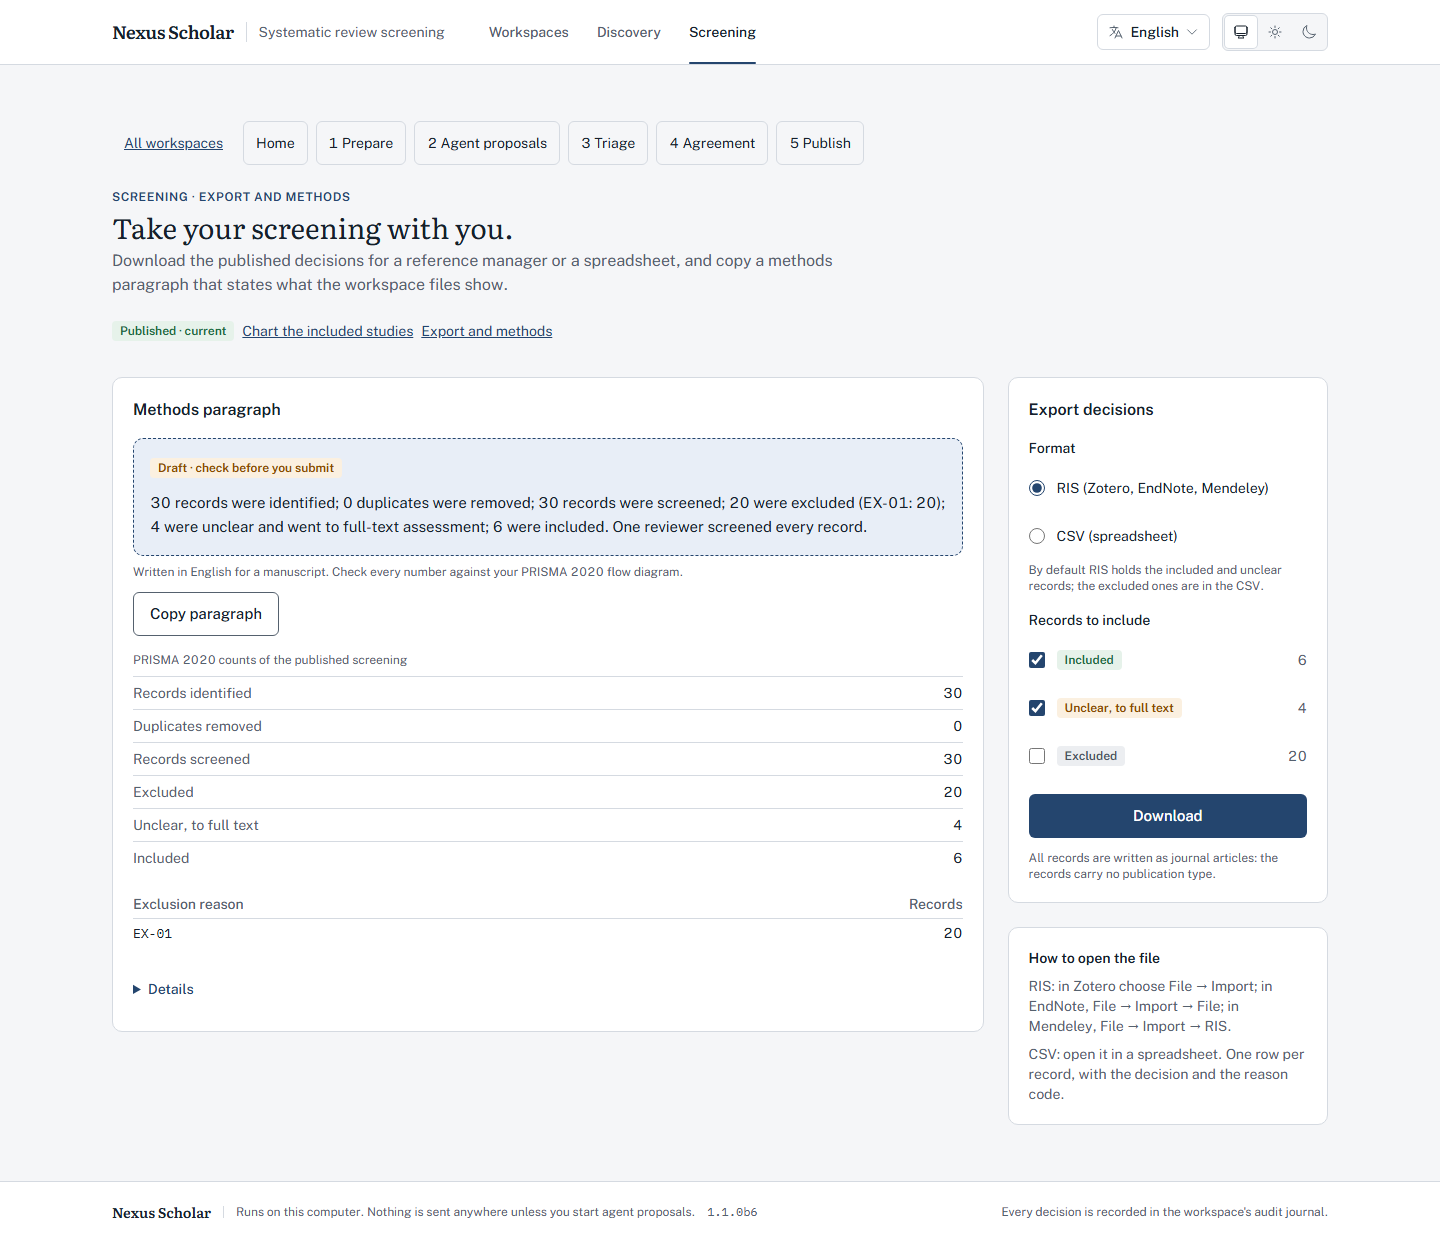 Nexus Scholar
Systematic review screening
Workspaces
Discovery
Screening
English
All workspaces
Home
1 Prepare
2 Agent proposals
3 Triage
4 Agreement
5 Publish
SCREENING · EXPORT AND METHODS
Take your screening with you.
Download the published decisions for a reference manager or a spreadsheet, and copy a methods
paragraph that states what the workspace files show.
Published · current
Chart the included studies
Export and methods
Methods paragraph
Draft · check before you submit
30 records were identified; 0 duplicates were removed; 30 records were screened; 20 were excluded (EX-01: 20);
4 were unclear and went to full-text assessment; 6 were included. One reviewer screened every record.
Written in English for a manuscript. Check every number against your PRISMA 2020 flow diagram.
Copy paragraph
PRISMA 2020 counts of the published screening
Records identified 30
Duplicates removed 0
Records screened 30
Excluded 20
Unclear, to full text 4
Included 6
Exclusion reason Records
EX-01 20
Details
Export decisions
Format
RIS (Zotero, EndNote, Mendeley)
CSV (spreadsheet)
By default RIS holds the included and unclear
records; the excluded ones are in the CSV.
Records to include
Included 6
Unclear, to full text 4
Excluded 20
Download
All records are written as journal articles: the
records carry no publication type.
How to open the file
RIS: in Zotero choose File → Import; in
EndNote, File → Import → File; in
Mendeley, File → Import → RIS.
CSV: open it in a spreadsheet. One row per
record, with the decision and the reason
code.
Nexus Scholar
Runs on this computer. Nothing is sent anywhere unless you start agent proposals. 1.1.0b6
Every decision is recorded in the workspace's audit journal.